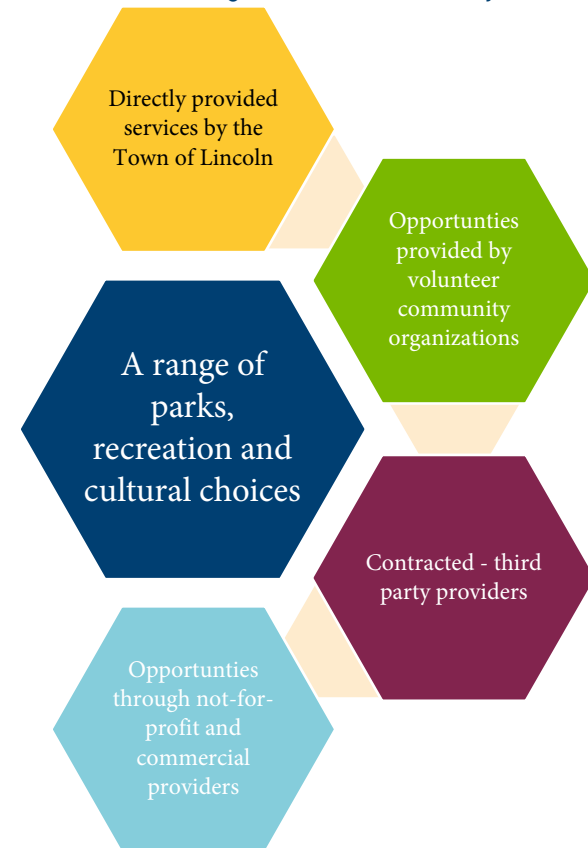 Directly provided
services by the
Town of Lincoln
Opportunties
provided by
volunteer
community
organizations
A range of
parks,
recreation and
cultural choices
Contracted - third
party providers
Opportunties
through not-for-
profit and
commercial
providers